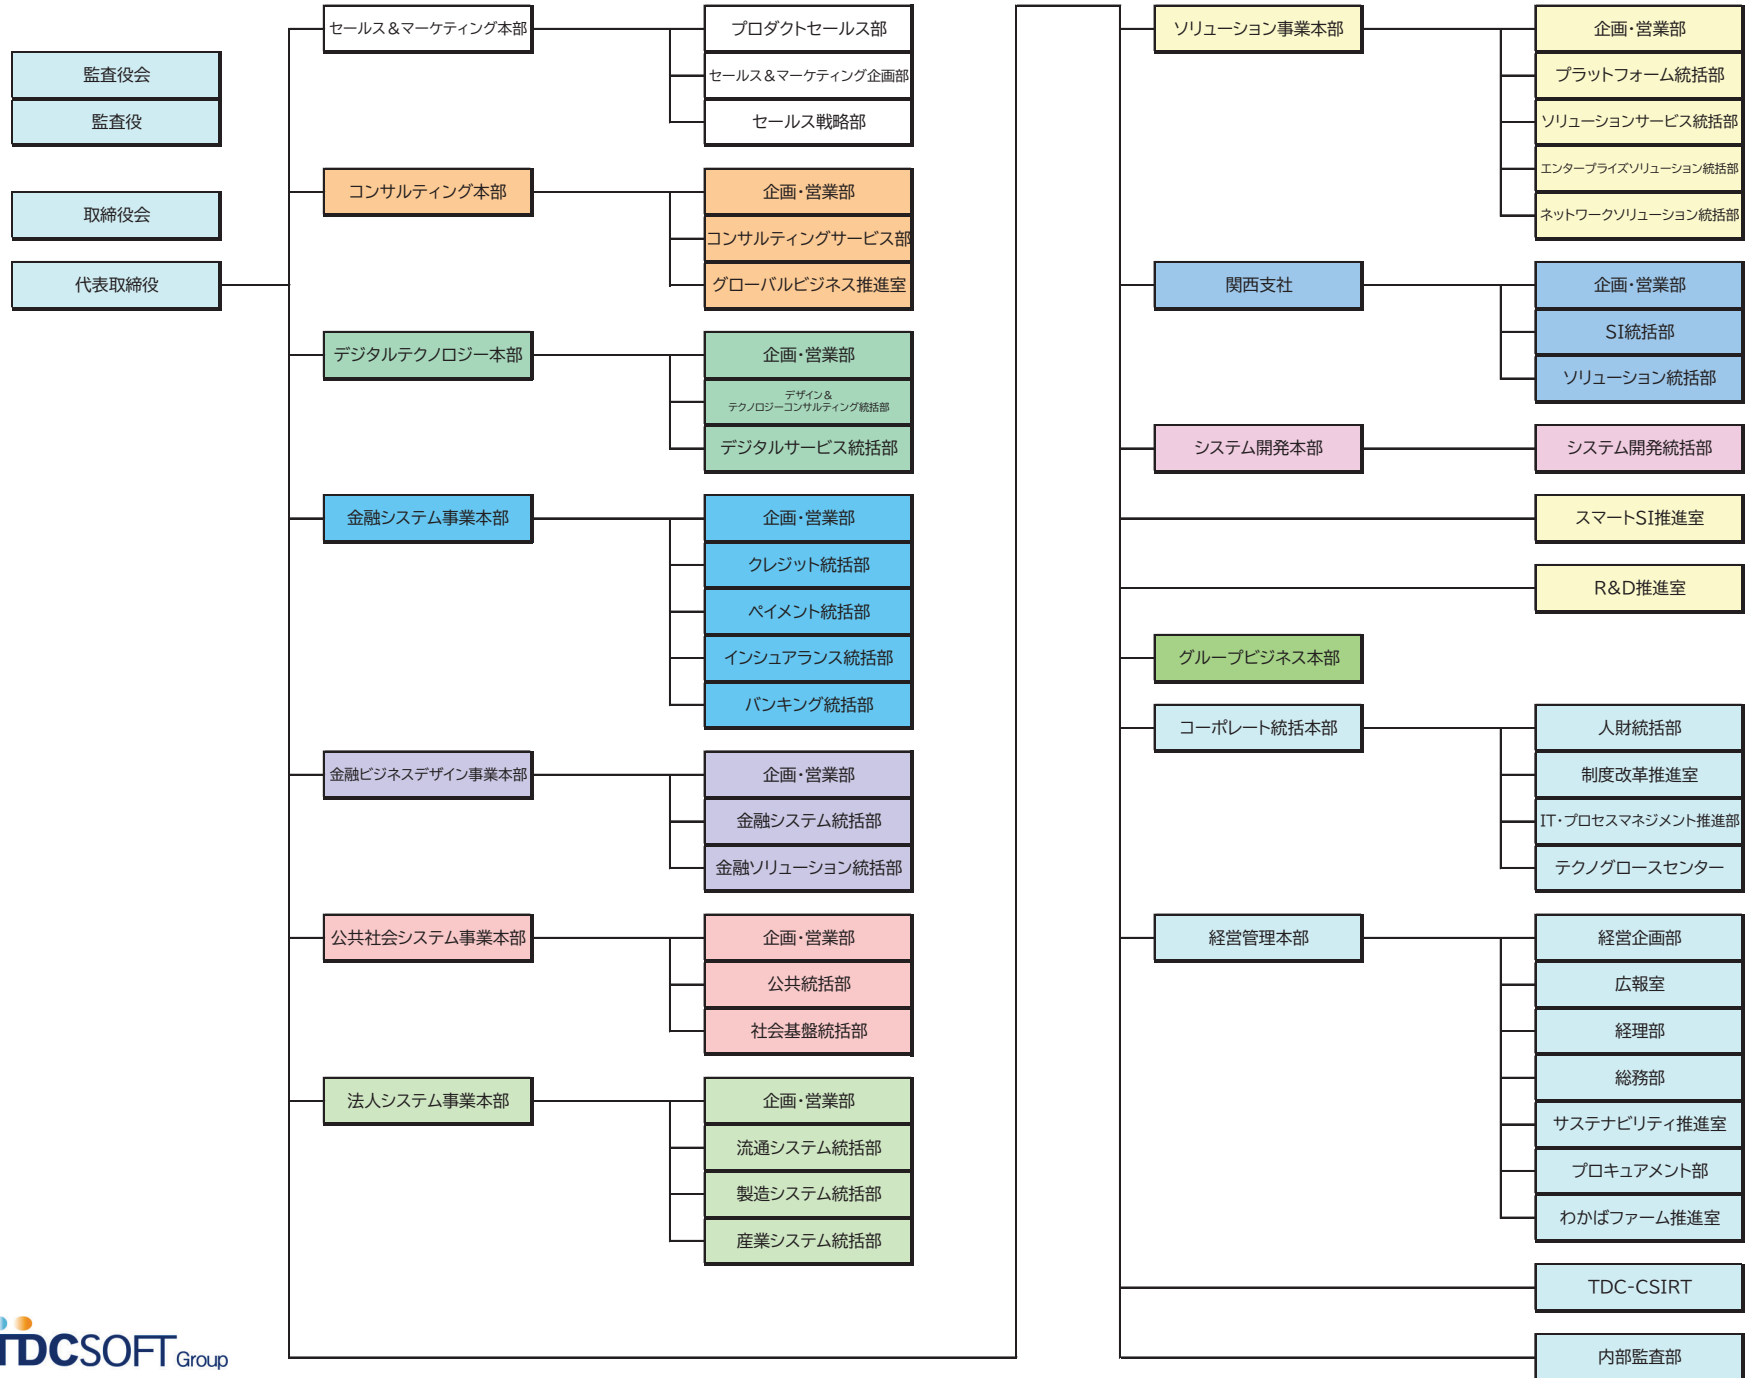 監査役会
監査役
取締役会
代表取締役
セールス&マーケティング本部
プロダクトセールス部
セールス&マーケティング企画部
セールス戦略部
コンサルティング本部
企画・営業部
コンサルティングサービス部
グローバルビジネス推進室
デジタルテクノロジー本部
企画・営業部
デザイン&
テクノロジーコンサルティング統括部
デジタルサービス統括部
金融システム事業本部
企画・営業部
クレジット統括部
ペイメント統括部
インシュアランス統括部
バンキング統括部
金融ビジネスデザイン事業本部
企画・営業部
金融システム統括部
金融ソリューション統括部
公共社会システム事業本部
企画・営業部
公共統括部
社会基盤統括部
法人システム事業本部
企画・営業部
流通システム統括部
製造システム統括部
産業システム統括部
ソリューション事業本部
企画・営業部
プラットフォーム統括部
ソリューションサービス統括部
エンタープライズソリューション統括部
ネットワークソリューション統括部
関西支社
企画・営業部
SI統括部
ソリューション統括部
システム開発本部
システム開発統括部
スマートSI推進室
R&D推進室
グループビジネス本部
コーポレート統括本部
人財統括部
制度改革推進室
IT・プロセスマネジメント推進部
テクノグロースセンター
経営管理本部
経営企画部
広報室
経理部
総務部
サステナビリティ推進室
プロキュアメント部
わかばファーム推進室
TDC-CSIRT
内部監査部
TDCSOFT Group